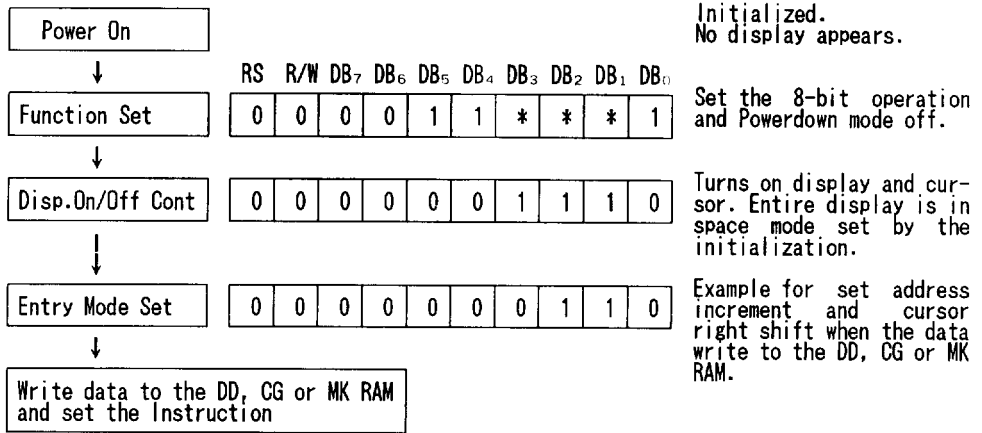 Power On
Initialized.
No display appears.
RS R/W DB₇ DB₆ DB₅ DB₄ DB₃ DB₂ DB₁ DB₀
Function Set
0 0 0 0 1 1 * * * 1
Set the 8-bit operation
and Powerdown mode off.
Disp.On/Off Cont
0 0 0 0 0 0 1 1 1 0
Turns on display and cur-
sor. Entire display is in
space mode set by the
initialization.
Entry Mode Set
0 0 0 0 0 0 0 1 1 0
Example for set address
increment and cursor
right shift when the data
write to the DD, CG or MK
RAM.
Write data to the DD, CG or MK RAM
and set the Instruction